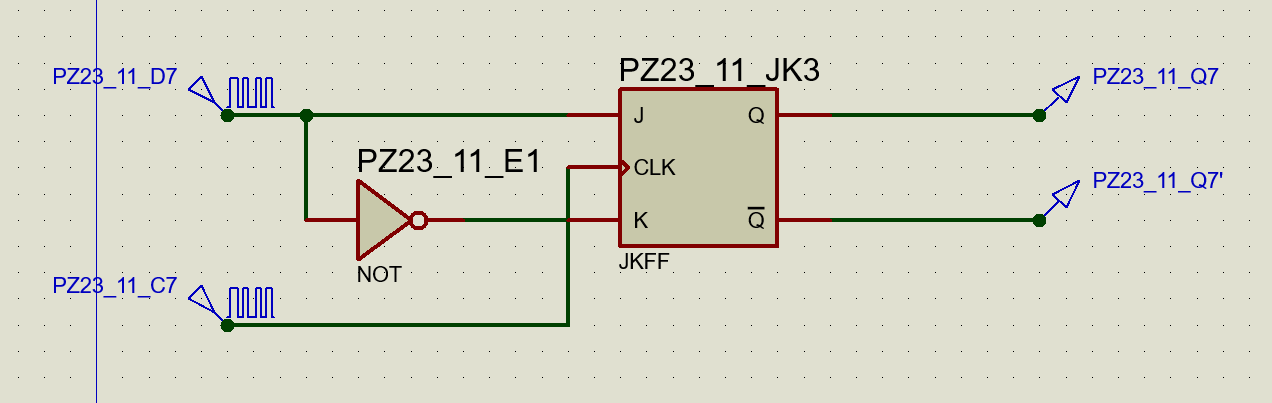 PZ23_11_D7
PZ23_11_JK3
PZ23_11_Q7
J
Q
PZ23_11_E1
CLK
PZ23_11_Q7'
K
Q̅
NOT
JKFF
PZ23_11_C7